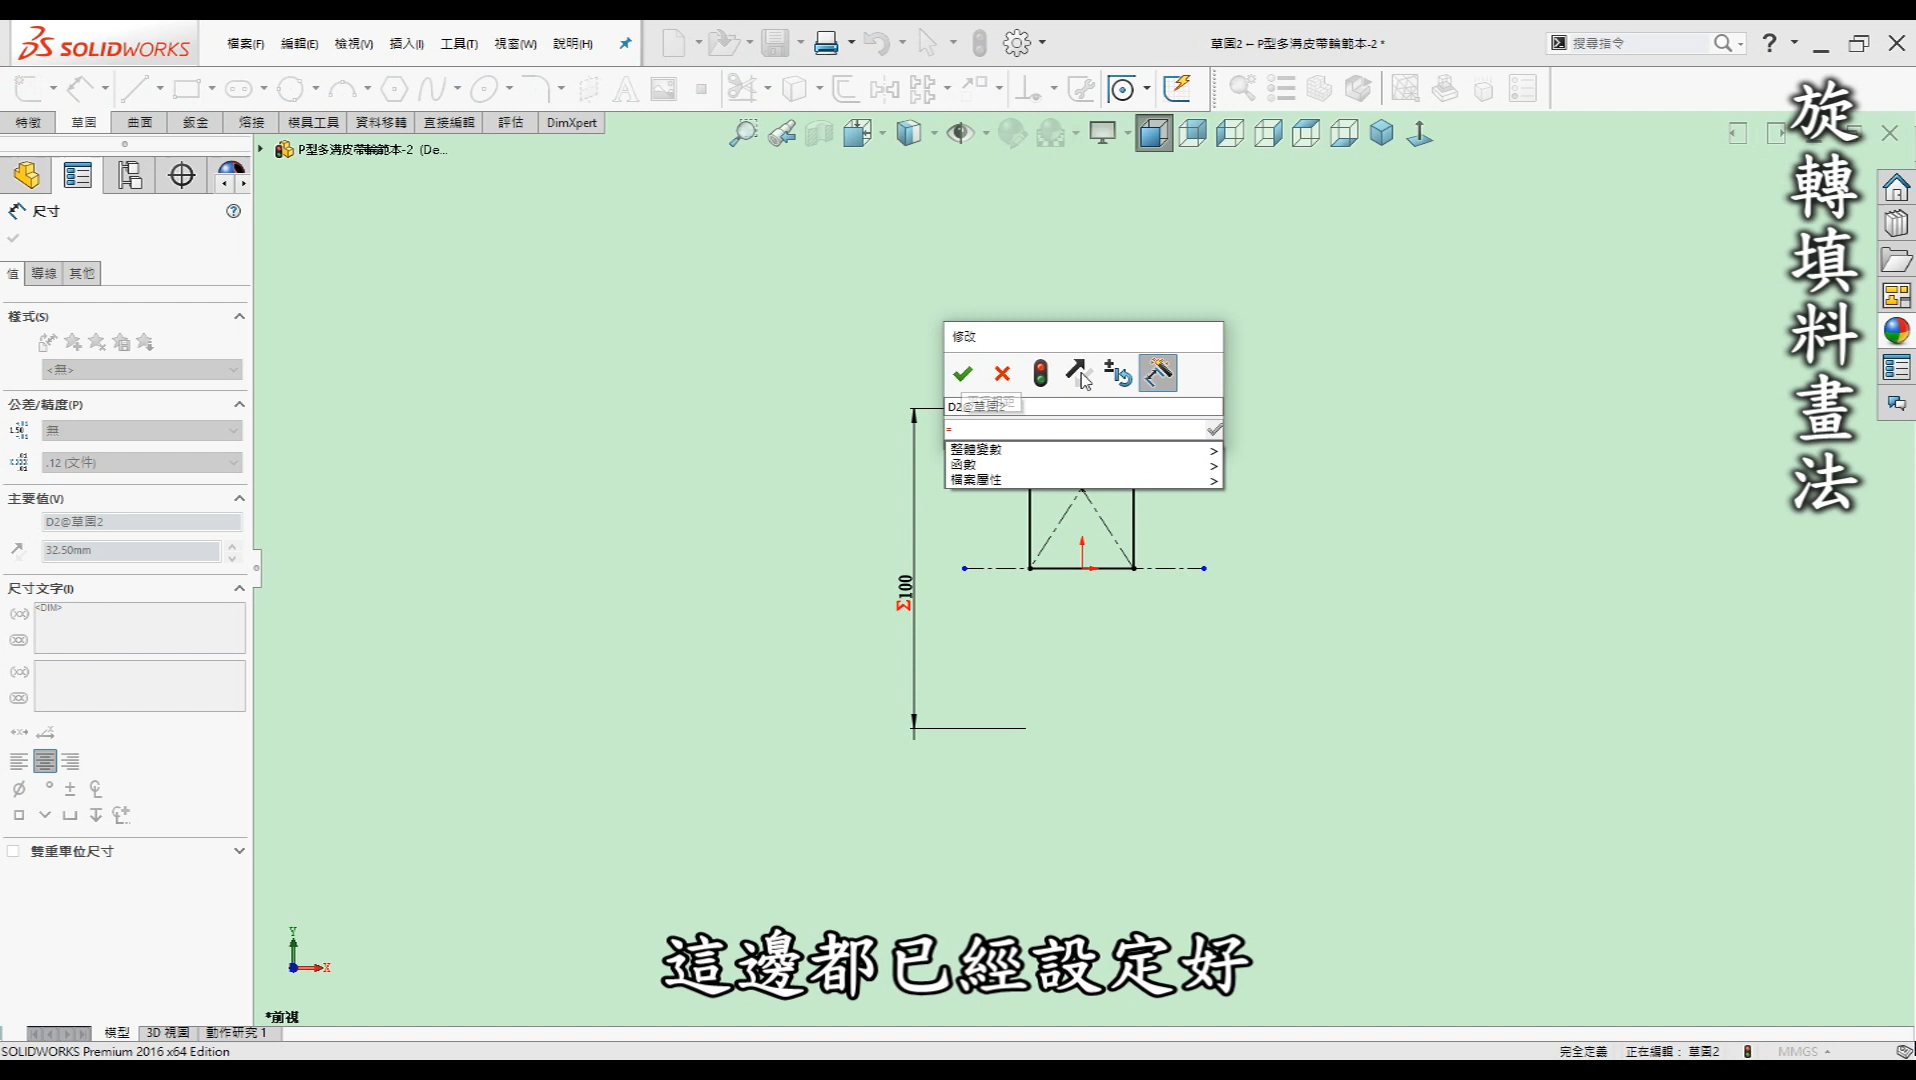 SOLIDWORKS
檔案(F) 編輯(E) 檢視(V) 插入(I) 工具(T) 視窗(W) 說明(H)
草圖2 ← P型多溝皮帶輪範本-2 *
搜尋指令
特徵 草圖 曲面 鈑金 熔接 模具工具 資料移轉 直接編輯 評估 DimXpert
P型多溝皮帶輪範本-2 (De...
尺寸
值 導線 其他
樣式(S)
<無>
公差/精度(P)
無
.12 (文件)
主要值(V)
D2@草圖2
32.50mm
尺寸文字(I)
<DIM>
雙重單位尺寸
修改
D2@草圖2
=
整體變數 >
函數 >
檔案屬性 >
Σ100
旋轉填料畫法
這邊都已經設定好
Y
X
*前視
模型 3D 視圖 動作研究 1
SOLIDWORKS Premium 2016 x64 Edition
完全定義 正在編輯： 草圖2 MMGS